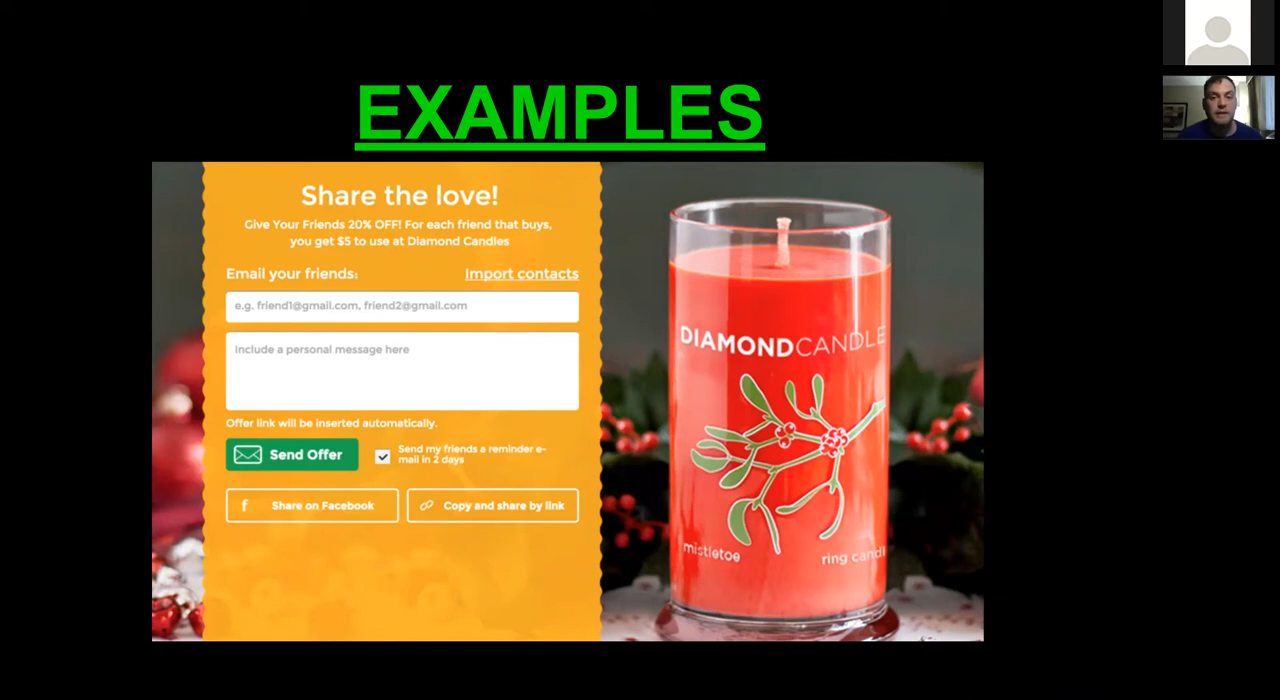 EXAMPLES
Share the love!
Give Your Friends 20% OFF! For each friend that buys,
you get $5 to use at Diamond Candles
Email your friends:
Import contacts
e.g. friend1@gmail.com, friend2@gmail.com
Include a personal message here
Offer link will be inserted automatically.
Send Offer
Send my friends a reminder e-
mail in 2 days
f Share on Facebook
Copy and share by link
DIAMONDCANDLE
mistletoe
ring candl